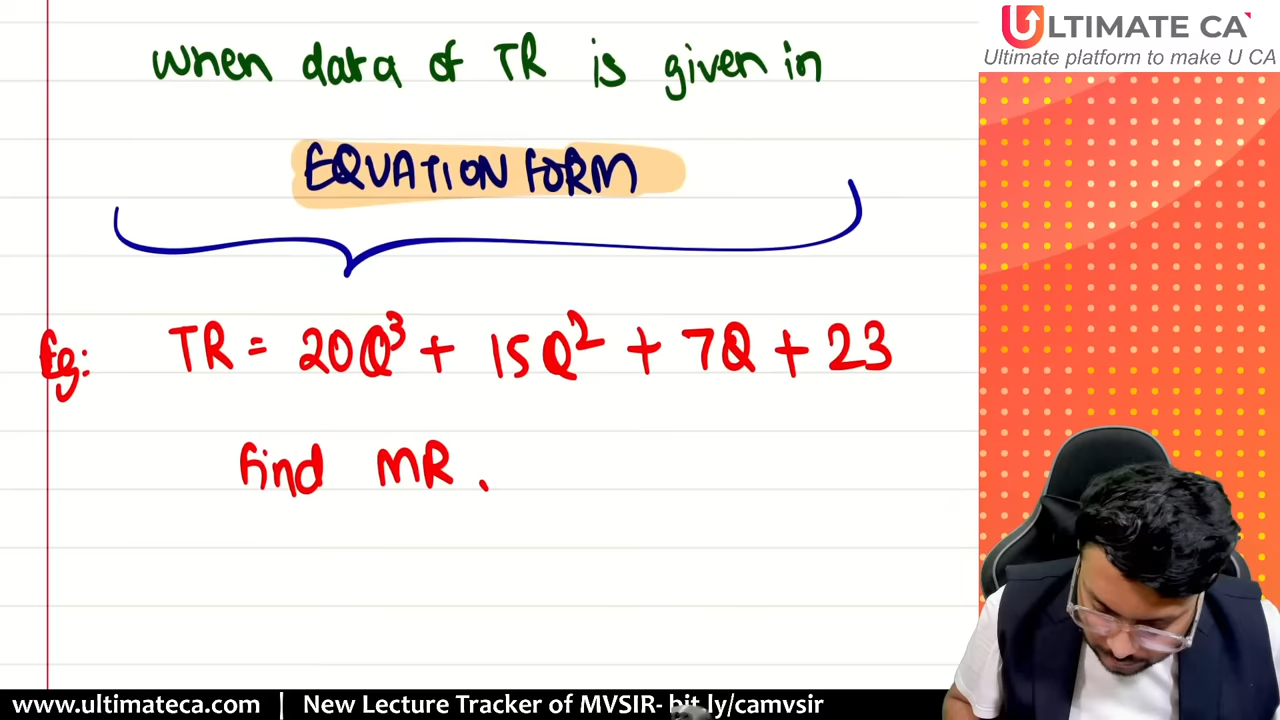 When data of TR is given in
EQUATION FORM
Eg: TR = 20Q³ + 15Q² + 7Q + 23
Find MR.
ULTIMATE CA
Ultimate platform to make U CA
www.ultimateca.com | New Lecture Tracker of MVSIR- bit.ly/camvsir